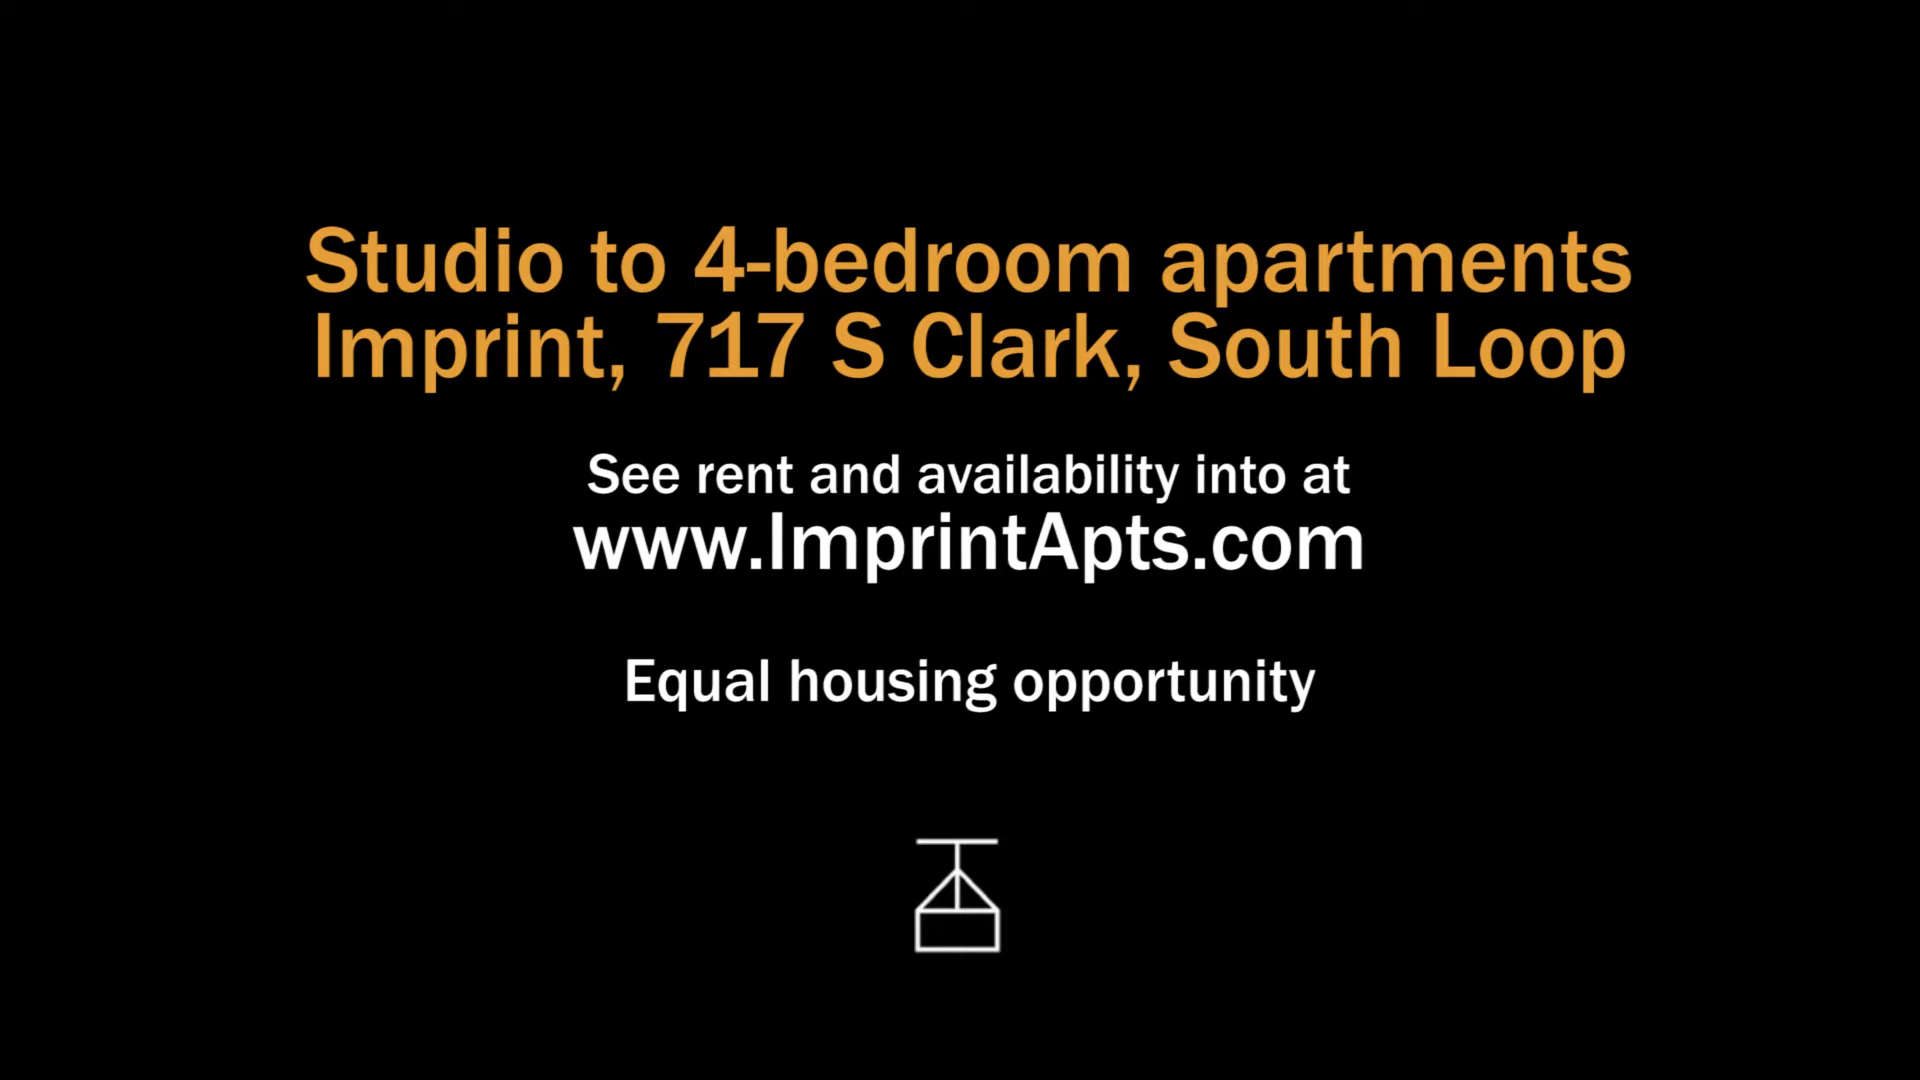 Studio to 4-bedroom apartments
Imprint, 717 S Clark, South Loop
See rent and availability into at
www.ImprintApts.com
Equal housing opportunity